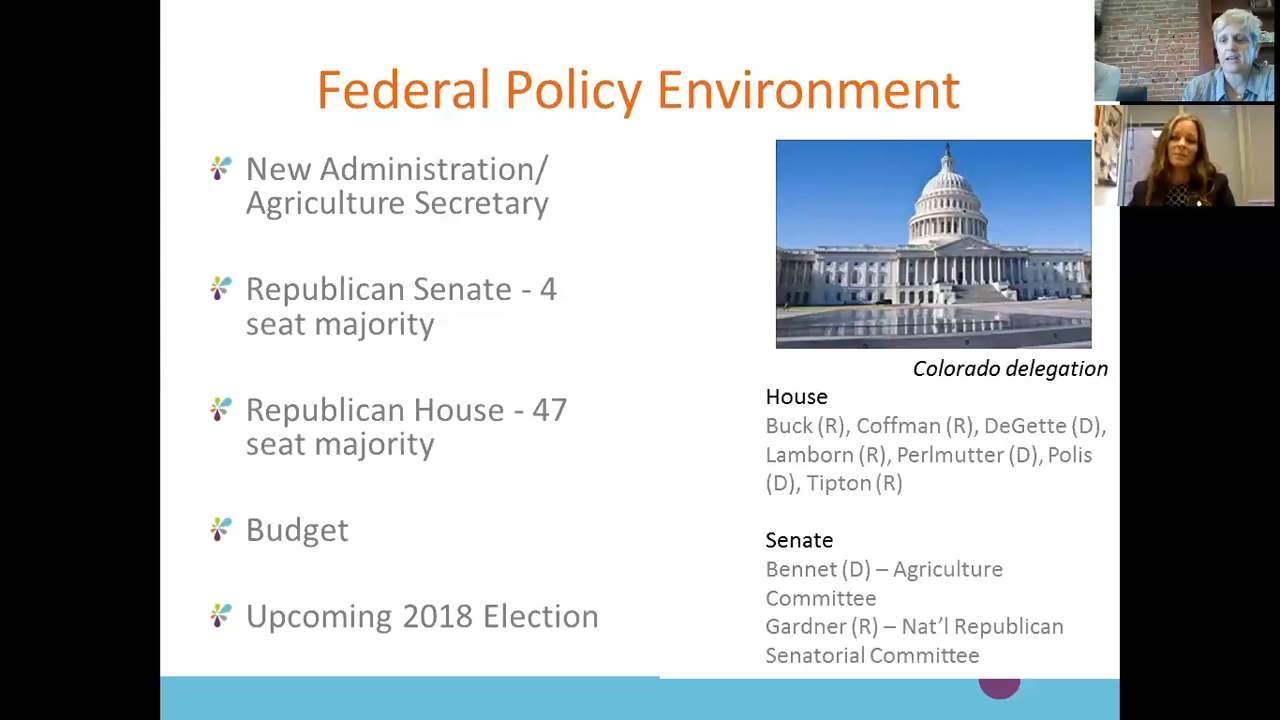 Federal Policy Environment
New Administration/
Agriculture Secretary
Republican Senate - 4
seat majority
Republican House - 47
seat majority
Budget
Upcoming 2018 Election
Colorado delegation
House
Buck (R), Coffman (R), DeGette (D),
Lamborn (R), Perlmutter (D), Polis
(D), Tipton (R)
Senate
Bennet (D) – Agriculture
Committee
Gardner (R) – Nat’l Republican
Senatorial Committee